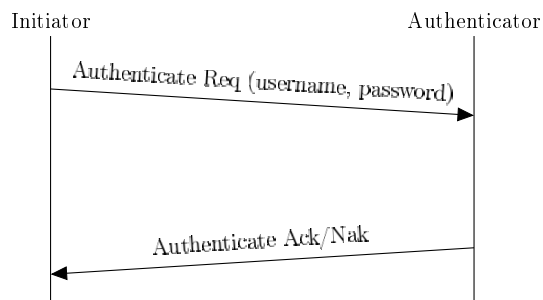 Initiator
Authenticator
Authenticate Req (username, password)
Authenticate Ack/Nak